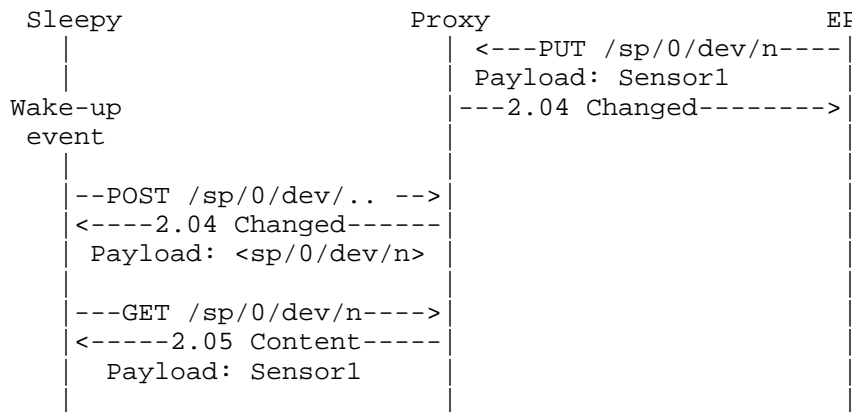 Sleepy Proxy EP
| | <---PUT /sp/0/dev/n----|
| | Payload: Sensor1 |
Wake-up |---2.04 Changed-------->|
event | |
| | |
|--POST /sp/0/dev/.. -->| |
|<----2.04 Changed------| |
| Payload: <sp/0/dev/n> | |
| | |
|---GET /sp/0/dev/n---->| |
|<-----2.05 Content-----| |
| Payload: Sensor1 | |
| | |